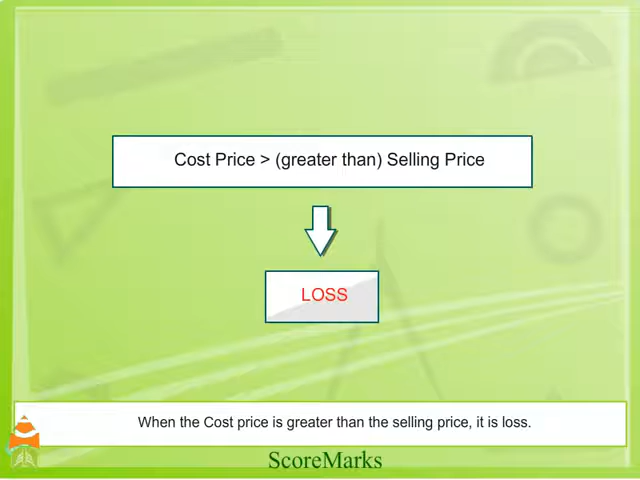 Cost Price > (greater than) Selling Price
LOSS
When the Cost price is greater than the selling price, it is loss.
ScoreMarks